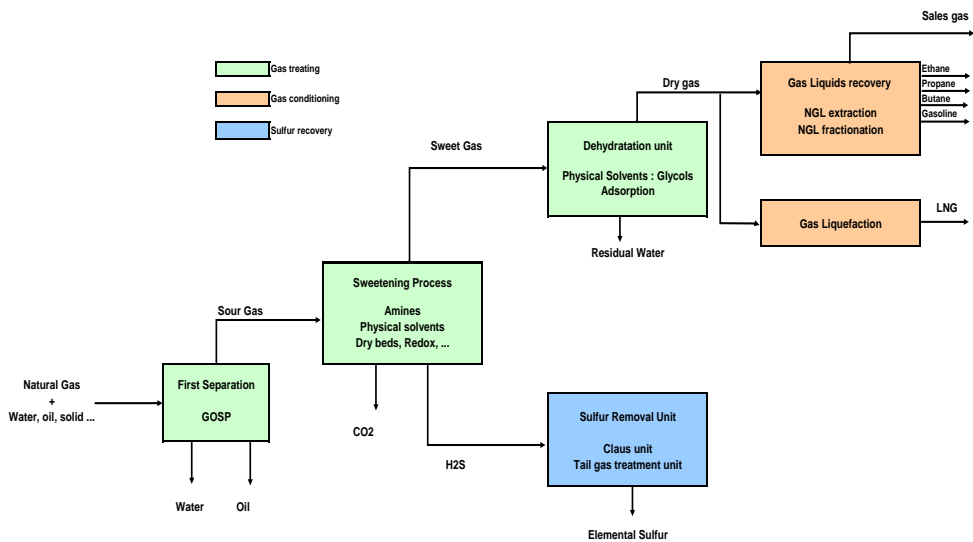 Sales gas
Gas treating
Gas conditioning
Sulfur recovery
Dry gas
Gas Liquids recovery
NGL extraction
NGL fractionation
Ethane
Propane
Butane
Gasoline
Sweet Gas
Dehydratation unit
Physical Solvents : Glycols
Adsorption
Residual Water
Gas Liquefaction
LNG
Sour Gas
Sweetening Process
Amines
Physical solvents
Dry beds, Redox, ...
Natural Gas
+
Water, oil, solid ...
First Separation
GOSP
Water
Oil
CO2
H2S
Sulfur Removal Unit
Claus unit
Tail gas treatment unit
Elemental Sulfur